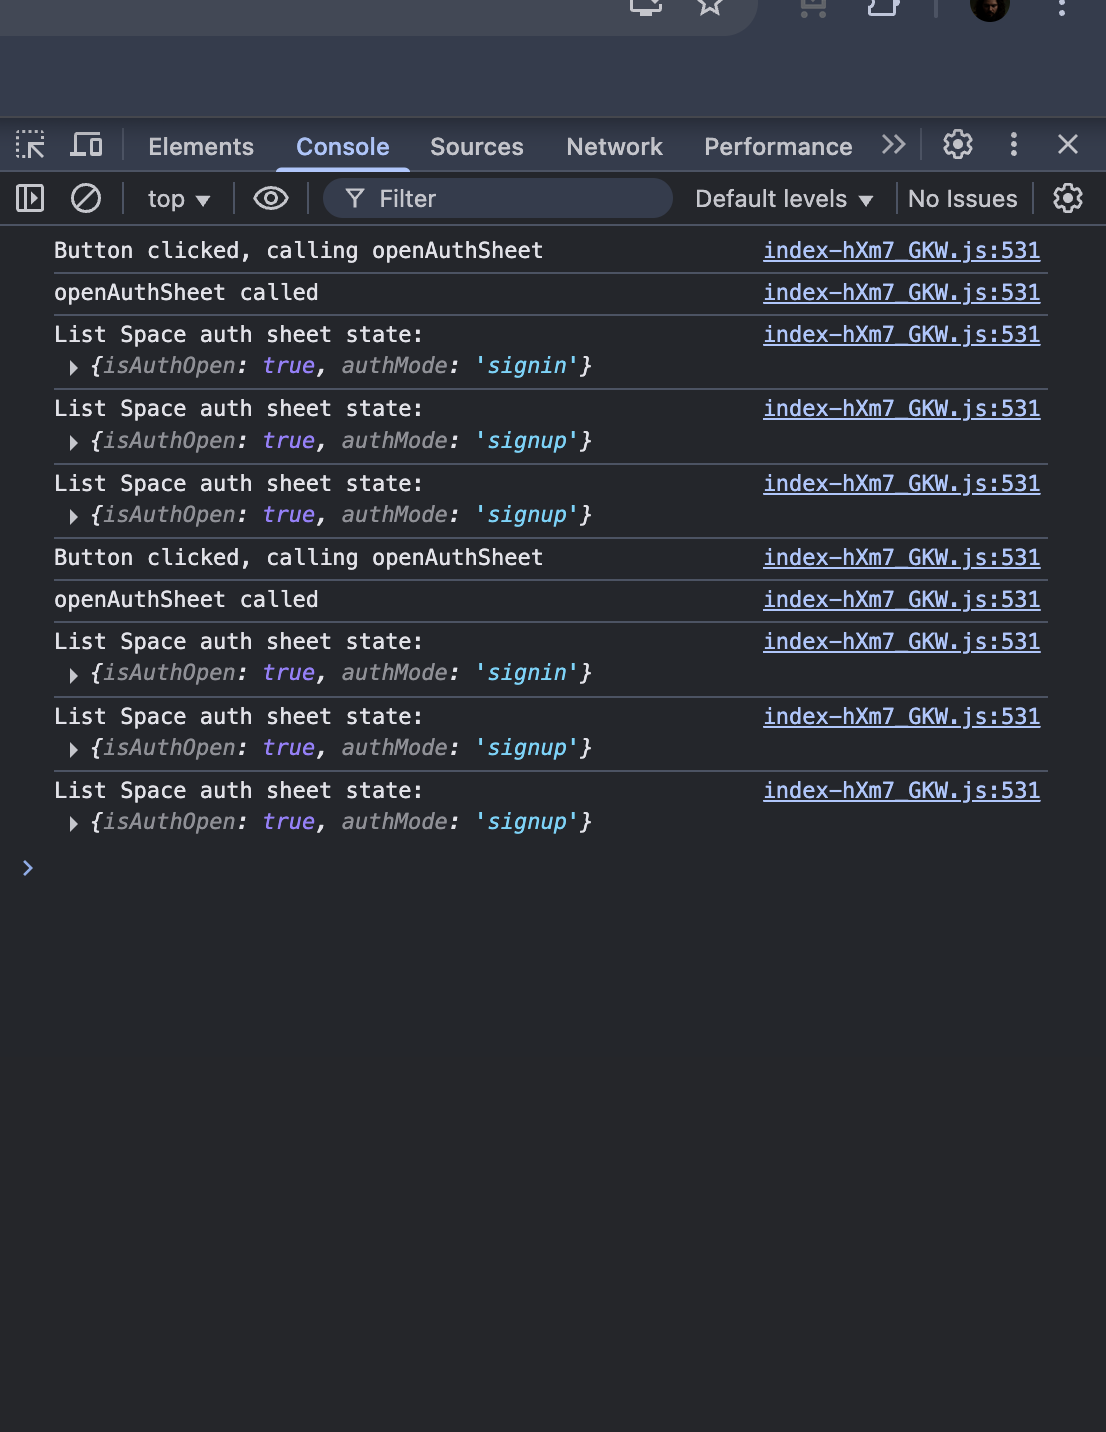 Elements Console Sources Network Performance
top Filter Default levels No Issues
Button clicked, calling openAuthSheet index-hXm7_GKW.js:531
openAuthSheet called index-hXm7_GKW.js:531
List Space auth sheet state: index-hXm7_GKW.js:531
{isAuthOpen: true, authMode: 'signin'}
List Space auth sheet state: index-hXm7_GKW.js:531
{isAuthOpen: true, authMode: 'signup'}
List Space auth sheet state: index-hXm7_GKW.js:531
{isAuthOpen: true, authMode: 'signup'}
Button clicked, calling openAuthSheet index-hXm7_GKW.js:531
openAuthSheet called index-hXm7_GKW.js:531
List Space auth sheet state: index-hXm7_GKW.js:531
{isAuthOpen: true, authMode: 'signin'}
List Space auth sheet state: index-hXm7_GKW.js:531
{isAuthOpen: true, authMode: 'signup'}
List Space auth sheet state: index-hXm7_GKW.js:531
{isAuthOpen: true, authMode: 'signup'}